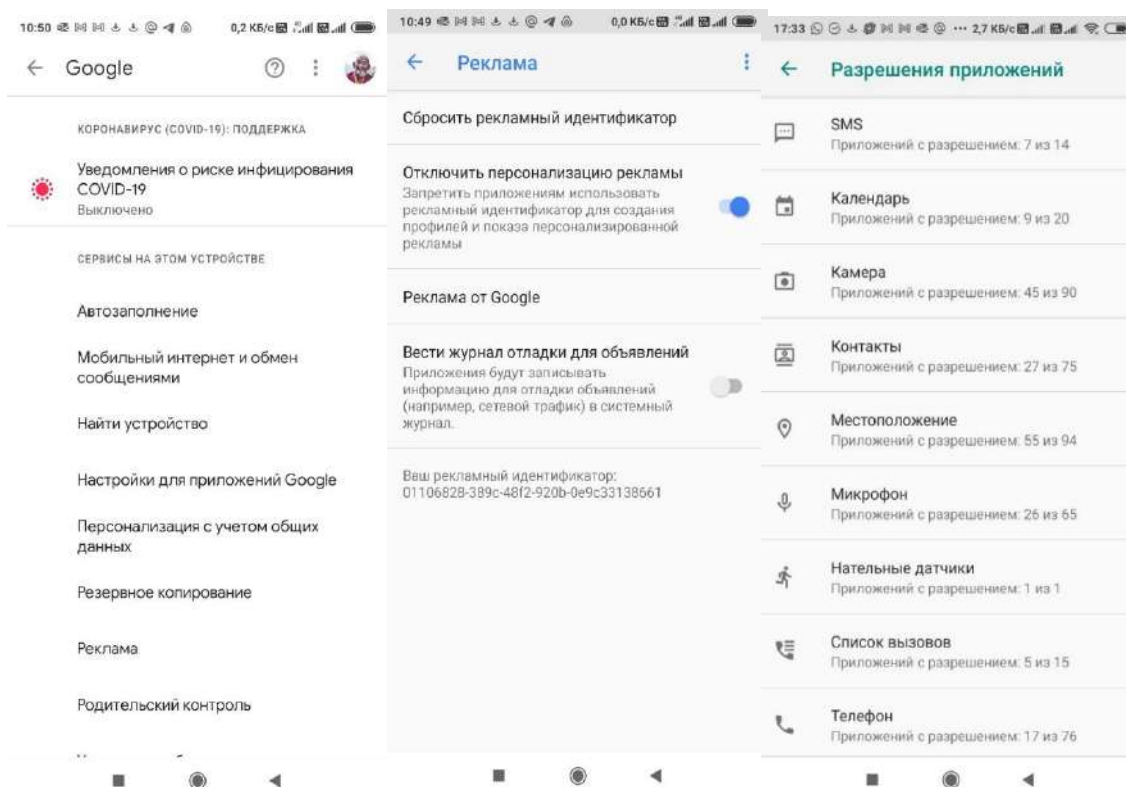 10:50
0,2 КБ/с
Google
КОРОНАВИРУС (COVID-19): ПОДДЕРЖКА
Уведомления о риске инфицирования
COVID-19
Выключено
СЕРВИСЫ НА ЭТОМ УСТРОЙСТВЕ
Автозаполнение
Мобильный интернет и обмен
сообщениями
Найти устройство
Настройки для приложений Google
Персонализация с учетом общих
данных
Резервное копирование
Реклама
Родительский контроль
10:49
0,0 КБ/с
Реклама
Сбросить рекламный идентификатор
Отключить персонализацию рекламы
Запретить приложениям использовать
рекламный идентификатор для создания
профилей и показа персонализированной
рекламы
Реклама от Google
Вести журнал отладки для объявлений
Приложения будут записывать
информацию для отладки объявлений
(например, сетевой трафик) в системный
журнал.
Ваш рекламный идентификатор:
01106828-389c-48f2-920b-0e9c33138661
17:33
2,7 КБ/с
Разрешения приложений
SMS
Приложений с разрешением: 7 из 14
Календарь
Приложений с разрешением: 9 из 20
Камера
Приложений с разрешением: 45 из 90
Контакты
Приложений с разрешением: 27 из 75
Местоположение
Приложений с разрешением: 55 из 94
Микрофон
Приложений с разрешением: 26 из 65
Нательные датчики
Приложений с разрешением: 1 из 1
Список вызовов
Приложений с разрешением: 5 из 15
Телефон
Приложений с разрешением: 17 из 76